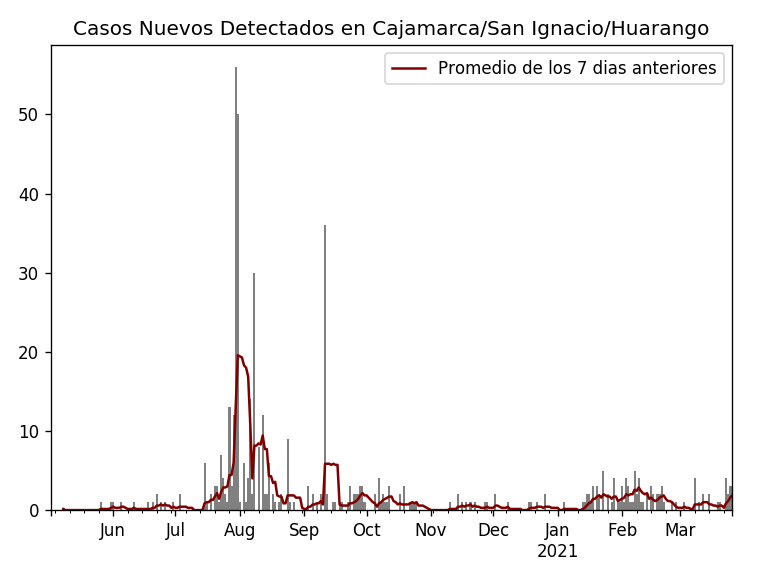 Casos Nuevos Detectados en Cajamarca/San Ignacio/Huarango
Promedio de los 7 dias anteriores
50
40
30
20
10
0
Jun Jul Aug Sep Oct Nov Dec Jan Feb Mar
2021